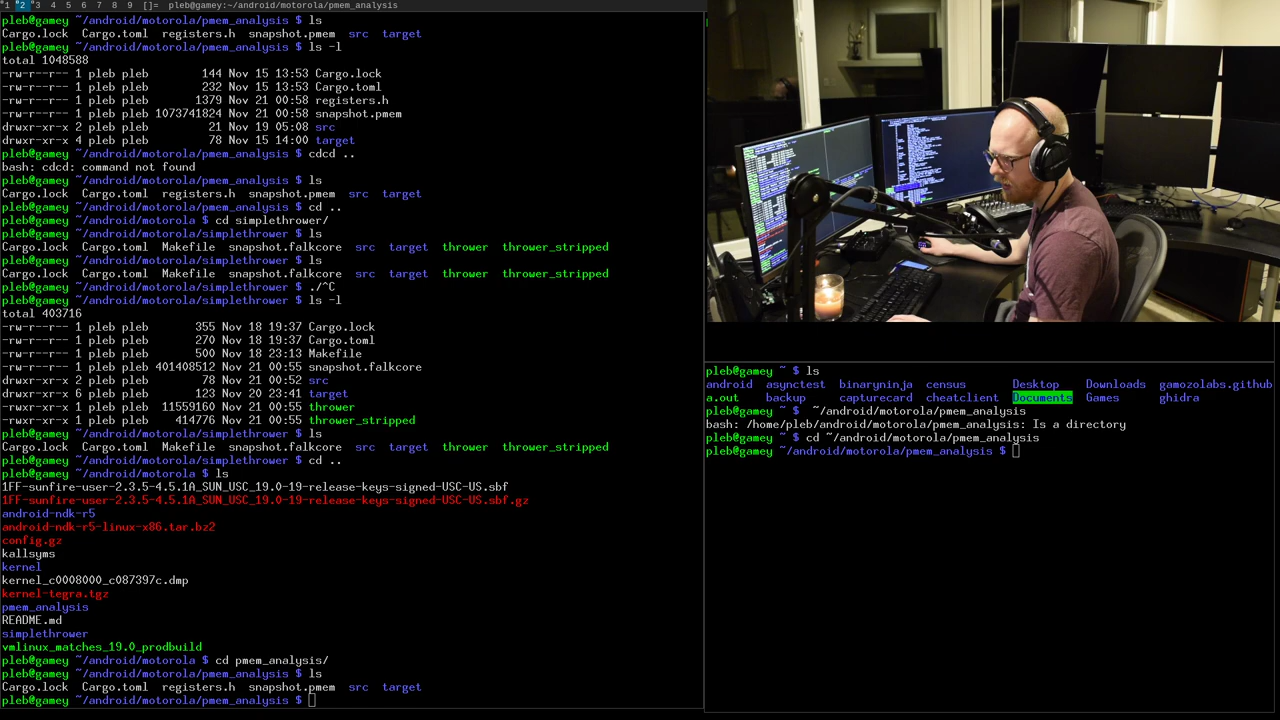 1 2 3 4 5 6 7 8 9 []= pleb@gamey:~/android/motorola/pmem_analysis
pleb@gamey ~/android/motorola/pmem_analysis $ ls
Cargo.lock Cargo.toml registers.h snapshot.pmem src target
pleb@gamey ~/android/motorola/pmem_analysis $ ls -l
total 1048588
-rw-r--r-- 1 pleb pleb 144 Nov 15 13:53 Cargo.lock
-rw-r--r-- 1 pleb pleb 232 Nov 15 13:53 Cargo.toml
-rw-r--r-- 1 pleb pleb 1379 Nov 21 00:58 registers.h
-rw-r--r-- 1 pleb pleb 1073741824 Nov 21 00:58 snapshot.pmem
drwxr-xr-x 2 pleb pleb 21 Nov 19 05:08 src
drwxr-xr-x 4 pleb pleb 78 Nov 15 14:00 target
pleb@gamey ~/android/motorola/pmem_analysis $ cdcd ..
bash: cdcd: command not found
pleb@gamey ~/android/motorola/pmem_analysis $ ls
Cargo.lock Cargo.toml registers.h snapshot.pmem src target
pleb@gamey ~/android/motorola/pmem_analysis $ cd ..
pleb@gamey ~/android/motorola $ cd simplethrower/
pleb@gamey ~/android/motorola/simplethrower $ ls
Cargo.lock Cargo.toml Makefile snapshot.falkcore src target thrower thrower_stripped
pleb@gamey ~/android/motorola/simplethrower $ ls
Cargo.lock Cargo.toml Makefile snapshot.falkcore src target thrower thrower_stripped
pleb@gamey ~/android/motorola/simplethrower $ ./^C
pleb@gamey ~/android/motorola/simplethrower $ ls -l
total 403716
-rw-r--r-- 1 pleb pleb 355 Nov 18 19:37 Cargo.lock
-rw-r--r-- 1 pleb pleb 270 Nov 18 19:37 Cargo.toml
-rw-r--r-- 1 pleb pleb 500 Nov 18 23:13 Makefile
-rw-r--r-- 1 pleb pleb 401408512 Nov 21 00:55 snapshot.falkcore
drwxr-xr-x 2 pleb pleb 78 Nov 21 00:52 src
drwxr-xr-x 6 pleb pleb 123 Nov 20 23:41 target
-rwxr-xr-x 1 pleb pleb 11559160 Nov 21 00:55 thrower
-rwxr-xr-x 1 pleb pleb 414776 Nov 21 00:55 thrower_stripped
pleb@gamey ~/android/motorola/simplethrower $ ls
Cargo.lock Cargo.toml Makefile snapshot.falkcore src target thrower thrower_stripped
pleb@gamey ~/android/motorola/simplethrower $ cd ..
pleb@gamey ~/android/motorola $ ls
1FF-sunfire-user-2.3.5-4.5.1A_SUN_USC_19.0-19-release-keys-signed-USC-US.sbf
1FF-sunfire-user-2.3.5-4.5.1A_SUN_USC_19.0-19-release-keys-signed-USC-US.sbf.gz
android-ndk-r5
android-ndk-r5-linux-x86.tar.bz2
config.gz
kallsyms
kernel
kernel_c0008000_c087397c.dmp
kernel-tegra.tgz
pmem_analysis
README.md
simplethrower
vmlinux_matches_19.0_prodbuild
pleb@gamey ~/android/motorola $ cd pmem_analysis/
pleb@gamey ~/android/motorola/pmem_analysis $ ls
Cargo.lock Cargo.toml registers.h snapshot.pmem src target
pleb@gamey ~/android/motorola/pmem_analysis $
pleb@gamey ~ $ ls
android asynctest binaryninja census Desktop Downloads gamozolabs.github
a.out backup capturecard cheatclient Documents Games ghidra
pleb@gamey ~ $ ~/android/motorola/pmem_analysis
bash: /home/pleb/android/motorola/pmem_analysis: Is a directory
pleb@gamey ~ $ cd ~/android/motorola/pmem_analysis
pleb@gamey ~/android/motorola/pmem_analysis $